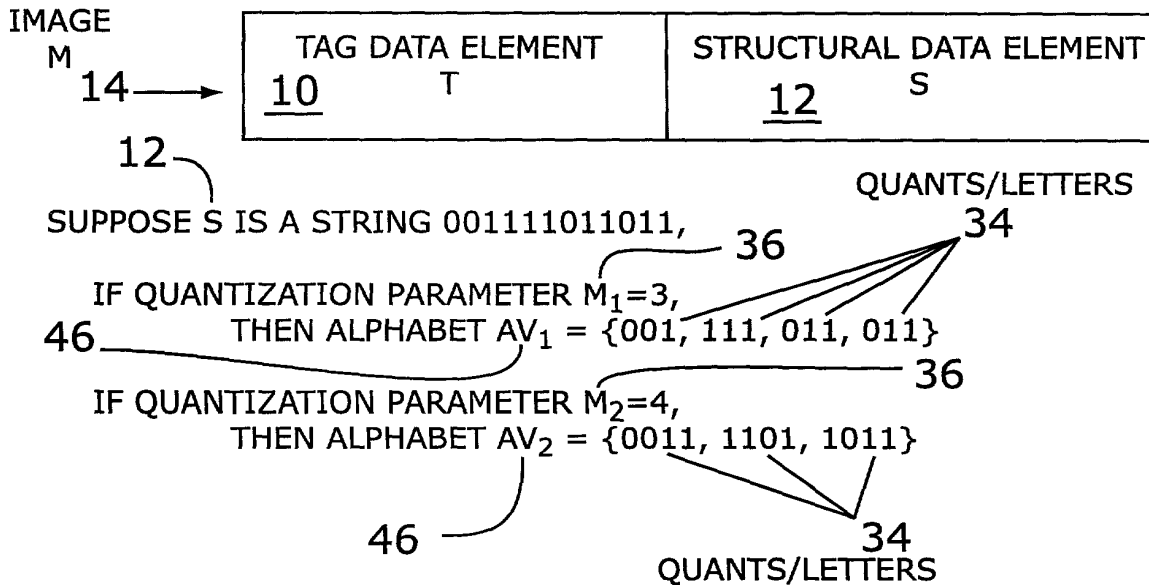 IMAGE
M
14
TAG DATA ELEMENT
T
10
STRUCTURAL DATA ELEMENT
S
12
12
QUANTS/LETTERS
34
SUPPOSE S IS A STRING 001111011011,
36
IF QUANTIZATION PARAMETER M₁=3,
THEN ALPHABET AV₁ = {001, 111, 011, 011}
46
36
IF QUANTIZATION PARAMETER M₂=4,
THEN ALPHABET AV₂ = {0011, 1101, 1011}
46
34
QUANTS/LETTERS